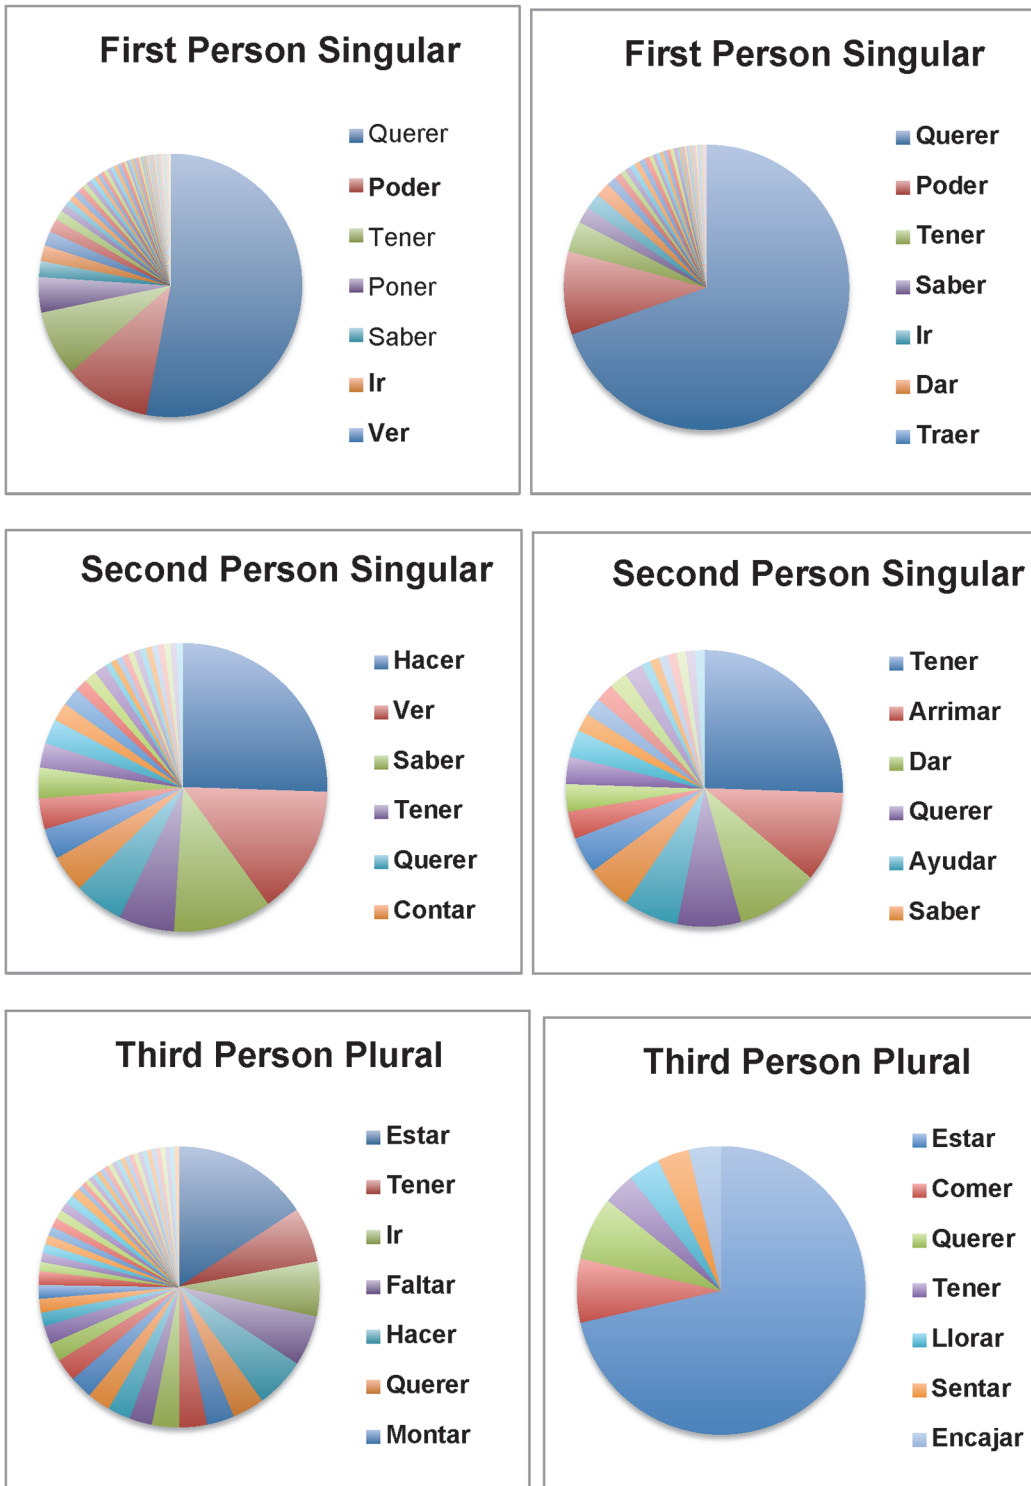 First Person Singular
Querer
Poder
Tener
Poner
Saber
Ir
Ver
First Person Singular
Querer
Poder
Tener
Saber
Ir
Dar
Traer
Second Person Singular
Hacer
Ver
Saber
Tener
Querer
Contar
Second Person Singular
Tener
Arrimar
Dar
Querer
Ayudar
Saber
Third Person Plural
Estar
Tener
Ir
Faltar
Hacer
Querer
Montar
Third Person Plural
Estar
Comer
Querer
Tener
Llorar
Sentar
Encajar